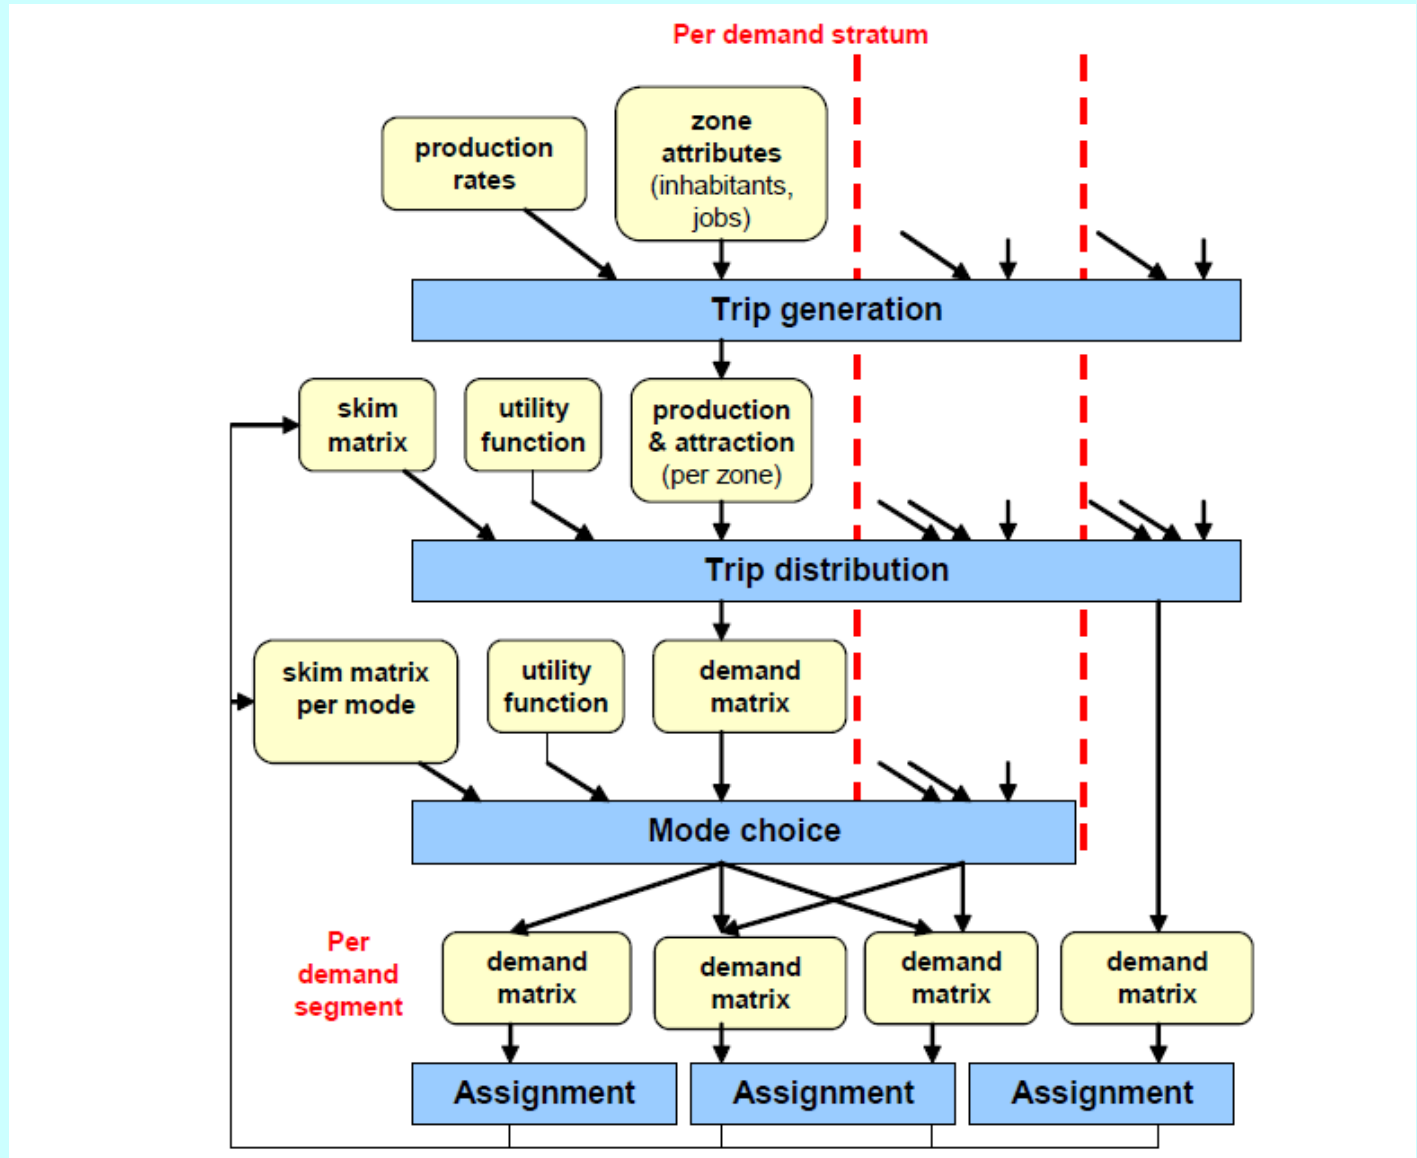 Per demand stratum
production
rates
zone
attributes
(inhabitants,
jobs)
Trip generation
skim
matrix
utility
function
production
& attraction
(per zone)
Trip distribution
skim matrix
per mode
utility
function
demand
matrix
Mode choice
Per
demand
segment
demand
matrix
demand
matrix
demand
matrix
demand
matrix
Assignment
Assignment
Assignment